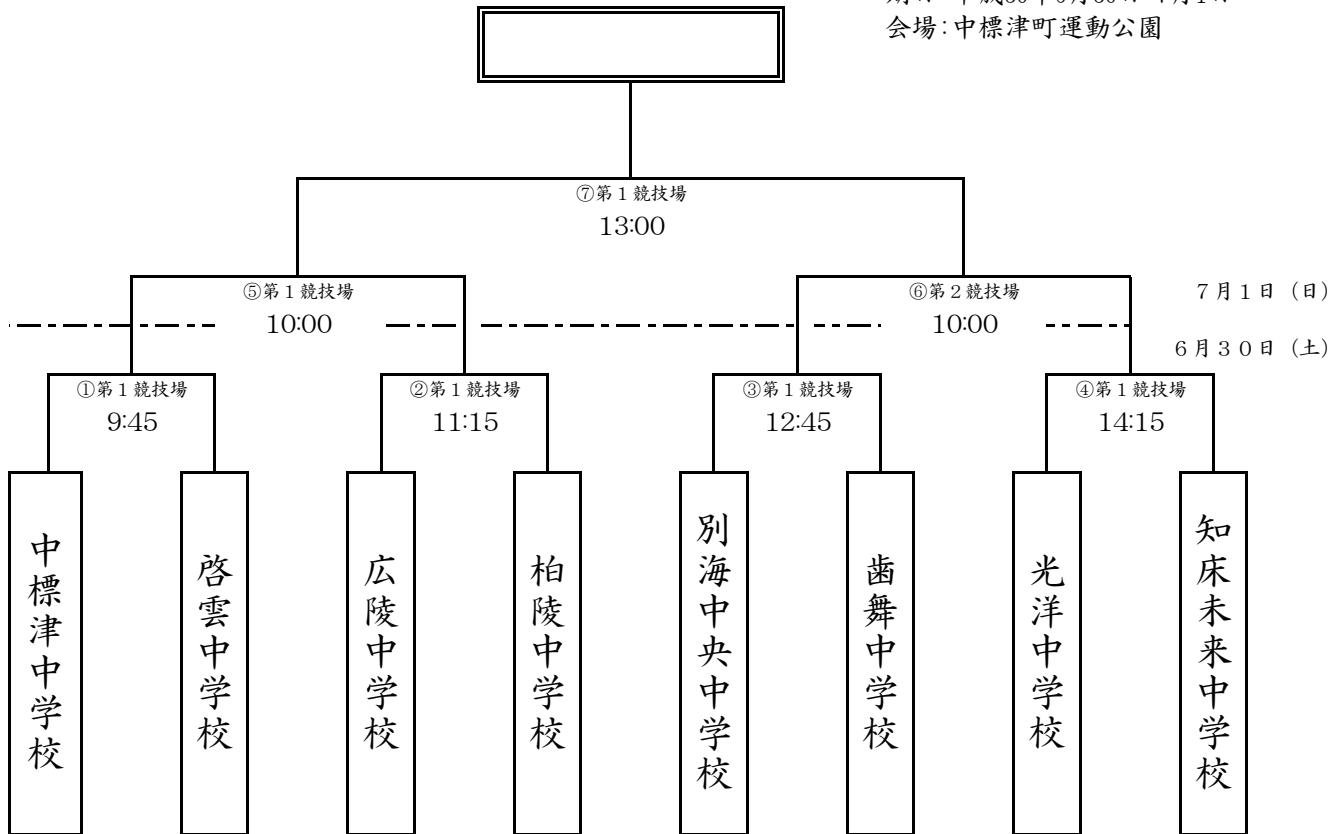 会場:中標津町運動公園
⑦第1競技場
13:00
⑤第1競技場
10:00
⑥第2競技場
10:00
7月1日(日)
6月30日(土)
①第1競技場
9:45
②第1競技場
11:15
③第1競技場
12:45
④第1競技場
14:15
中標津中学校
啓雲中学校
広陵中学校
柏陵中学校
別海中央中学校
歯舞中学校
光洋中学校
知床未来中学校